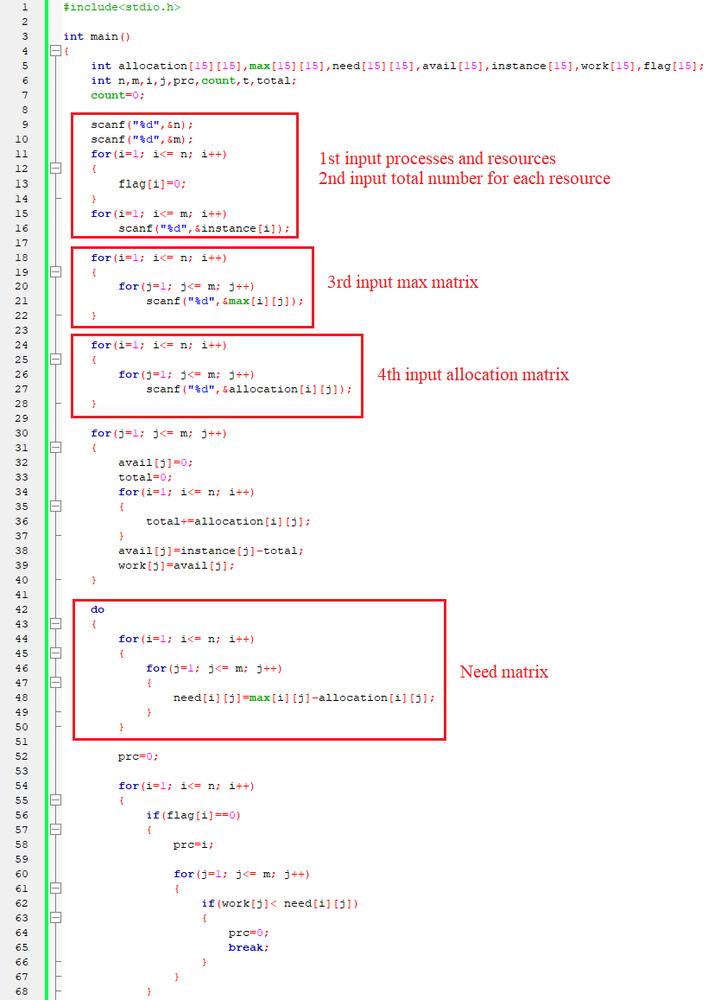 1 #include<stdio.h>
2
3 int main()
4 {
5 int allocation[15][15],max[15][15],need[15][15],avail[15],instance[15],work[15],flag[15];
6 int n,m,i,j,prc,count,t,total;
7 count=0;
8
9 scanf("%d",&n);
10 scanf("%d",&m);
11 for(i=1; i<= n; i++)
12 {
13 flag[i]=0;
14 }
15 for(i=1; i<= m; i++)
16 scanf("%d",&instance[i]);
1st input processes and resources
2nd input total number for each resource
17
18 for(i=1; i<= n; i++)
19 {
20 for(j=1; j<= m; j++)
21 scanf("%d",&max[i][j]);
22 }
3rd input max matrix
23
24 for(i=1; i<= n; i++)
25 {
26 for(j=1; j<= m; j++)
27 scanf("%d",&allocation[i][j]);
28 }
4th input allocation matrix
29
30 for(j=1; j<= m; j++)
31 {
32 avail[j]=0;
33 total=0;
34 for(i=1; i<= n; i++)
35 {
36 total+=allocation[i][j];
37 }
38 avail[j]=instance[j]-total;
39 work[j]=avail[j];
40 }
41
42 do
43 {
44 for(i=1; i<= n; i++)
45 {
46 for(j=1; j<= m; j++)
47 {
48 need[i][j]=max[i][j]-allocation[i][j];
49 }
50 }
Need matrix
51
52 prc=0;
53
54 for(i=1; i<= n; i++)
55 {
56 if(flag[i]==0)
57 {
58 prc=i;
59
60 for(j=1; j<= m; j++)
61 {
62 if(work[j]< need[i][j])
63 {
64 prc=0;
65 break;
66 }
67 }
68 }